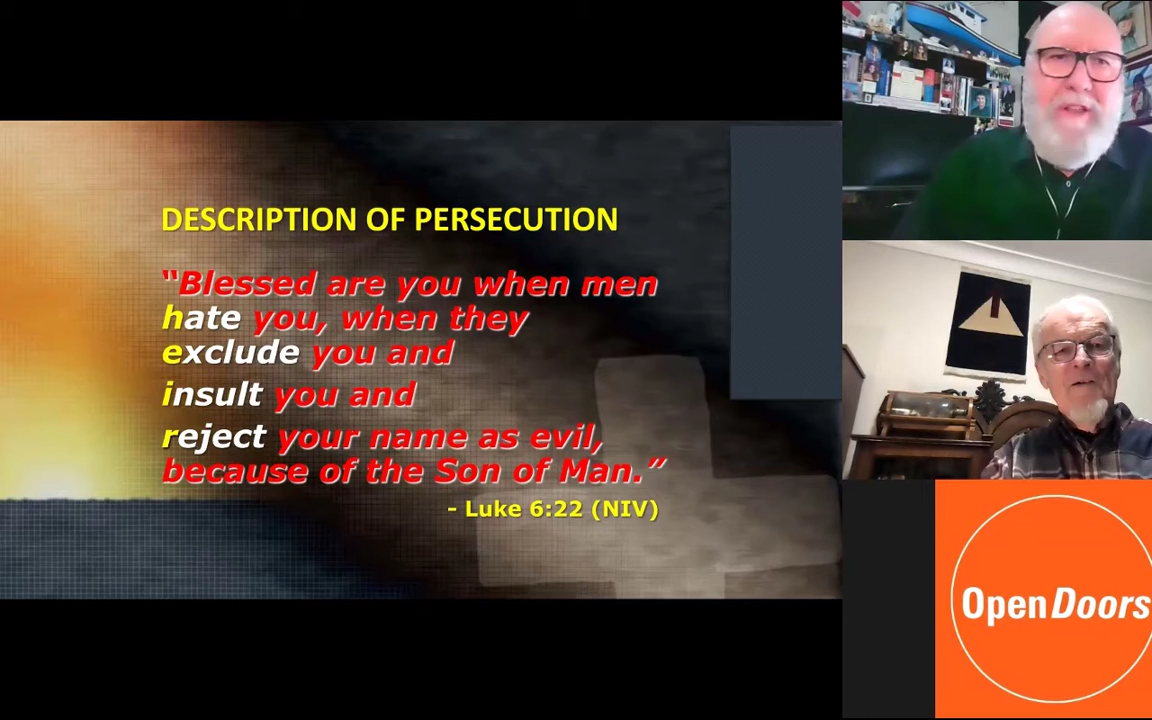 DESCRIPTION OF PERSECUTION
“Blessed are you when men
hate you, when they
exclude you and
insult you and
reject your name as evil,
because of the Son of Man.”
- Luke 6:22 (NIV)
OpenDoors